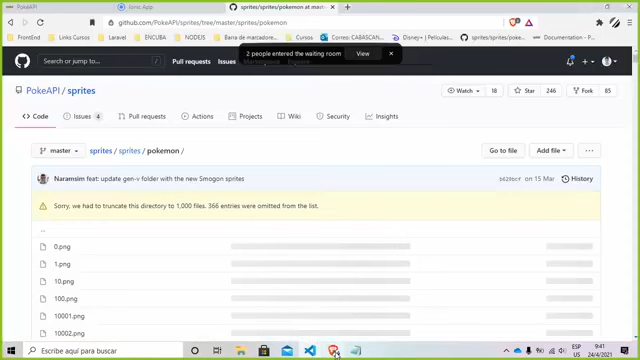 PokéAPI
Ionic App
sprites/sprites/pokemon at mast
github.com/PokeAPI/sprites/tree/master/sprites/pokemon
Frontend Cursos
ENCUBA
NODEJS
Laravel
Barra de marcadore...
Correo: CABASCAN...
Disney+ | Películas...
sprites/sprites/poke...
2 people entered the waiting room
View
Search or jump to...
Pull requests
Issues
Marketplace
Explore
PokeAPI / sprites
Watch
18
Star
246
Fork
85
Code
Issues
4
Pull requests
Actions
Projects
Wiki
Security
Insights
master
sprites / sprites / pokemon /
Go to file
Add file
Naramsim feat: update gen-v folder with the new Smogon sprites
on 15 Mar
History
Sorry, we had to truncate this directory to 1,000 files. 366 entries were omitted from the list.
..
0.png
1.png
10.png
100.png
10001.png
10002.png
Escribe aquí para buscar
ESP
US
9:41
24/4/2021